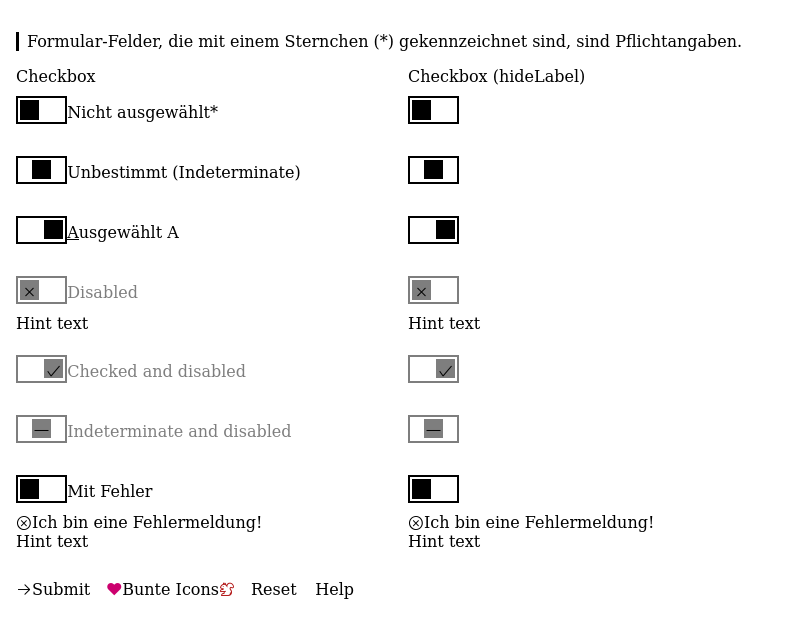 Formular-Felder, die mit einem Sternchen (*) gekennzeichnet sind, sind Pflichtangaben.
Checkbox
Nicht ausgewählt*
Unbestimmt (Indeterminate)
Ausgewählt A
Disabled
Hint text
Checked and disabled
Indeterminate and disabled
Mit Fehler
Ich bin eine Fehlermeldung!
Hint text
Checkbox (hideLabel)
Hint text
Ich bin eine Fehlermeldung!
Hint text
Submit Bunte Icons Reset Help